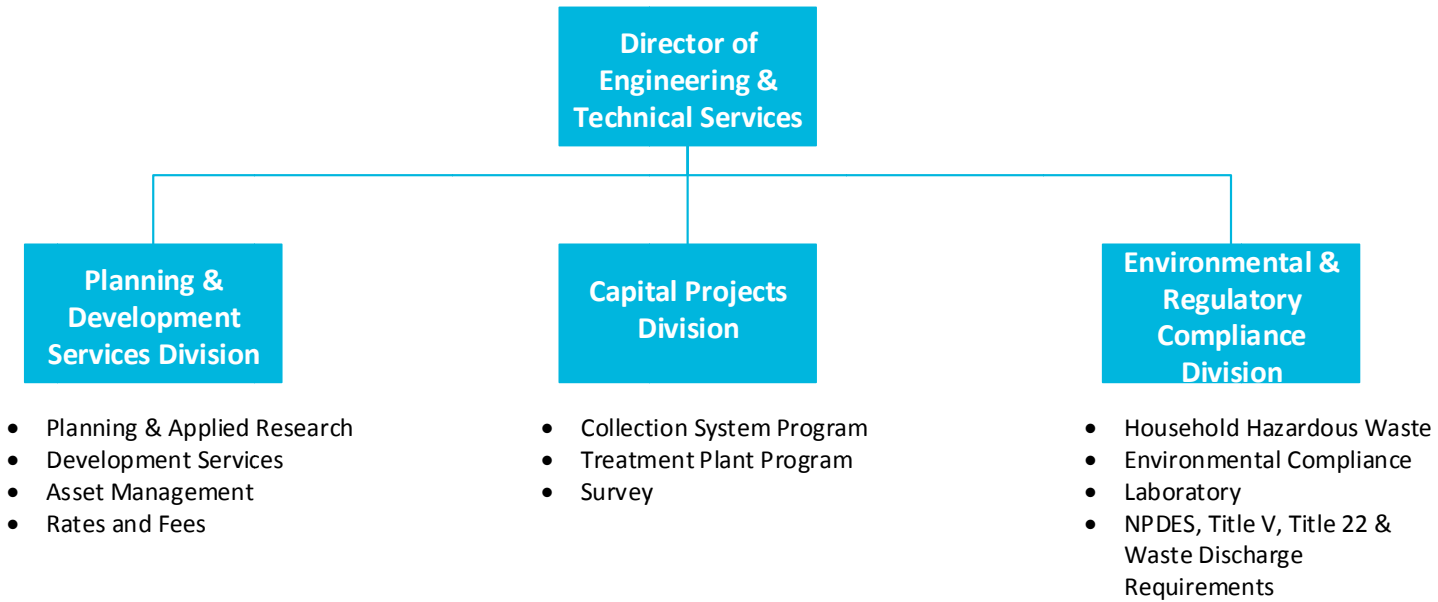 Director of
Engineering &
Technical Services
Planning &
Development
Services Division
• Planning & Applied Research
• Development Services
• Asset Management
• Rates and Fees
Capital Projects
Division
• Collection System Program
• Treatment Plant Program
• Survey
Environmental &
Regulatory
Compliance
Division
• Household Hazardous Waste
• Environmental Compliance
• Laboratory
• NPDES, Title V, Title 22 &
Waste Discharge
Requirements